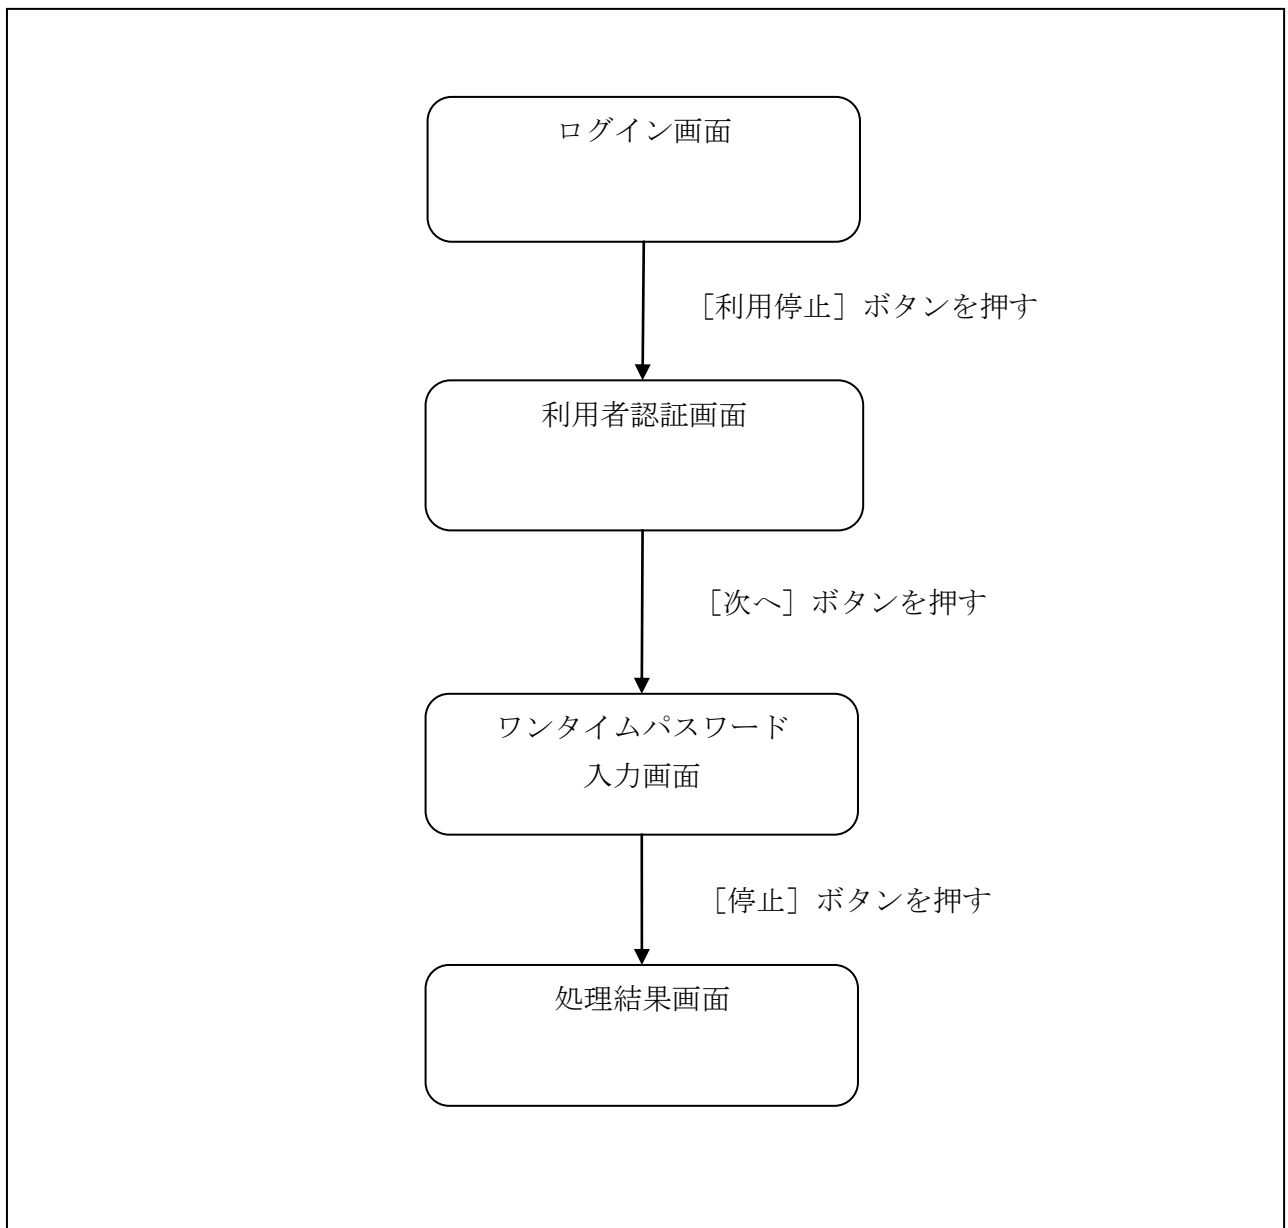 ログイン画面
［利用停止］ボタンを押す
利用者認証画面
［次へ］ボタンを押す
ワンタイムパスワード
入力画面
［停止］ボタンを押す
処理結果画面